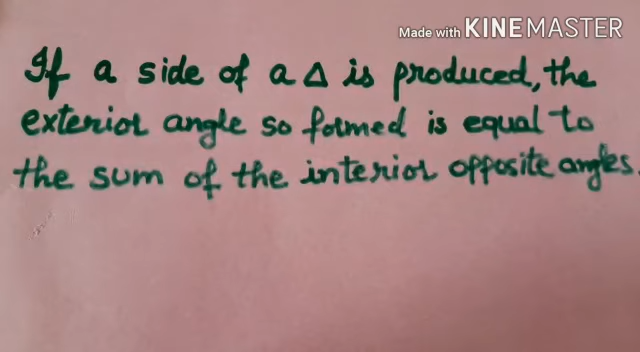 Made with KINEMASTER
If a side of a Δ is produced, the
exterior angle so formed is equal to
the sum of the interior opposite angles.